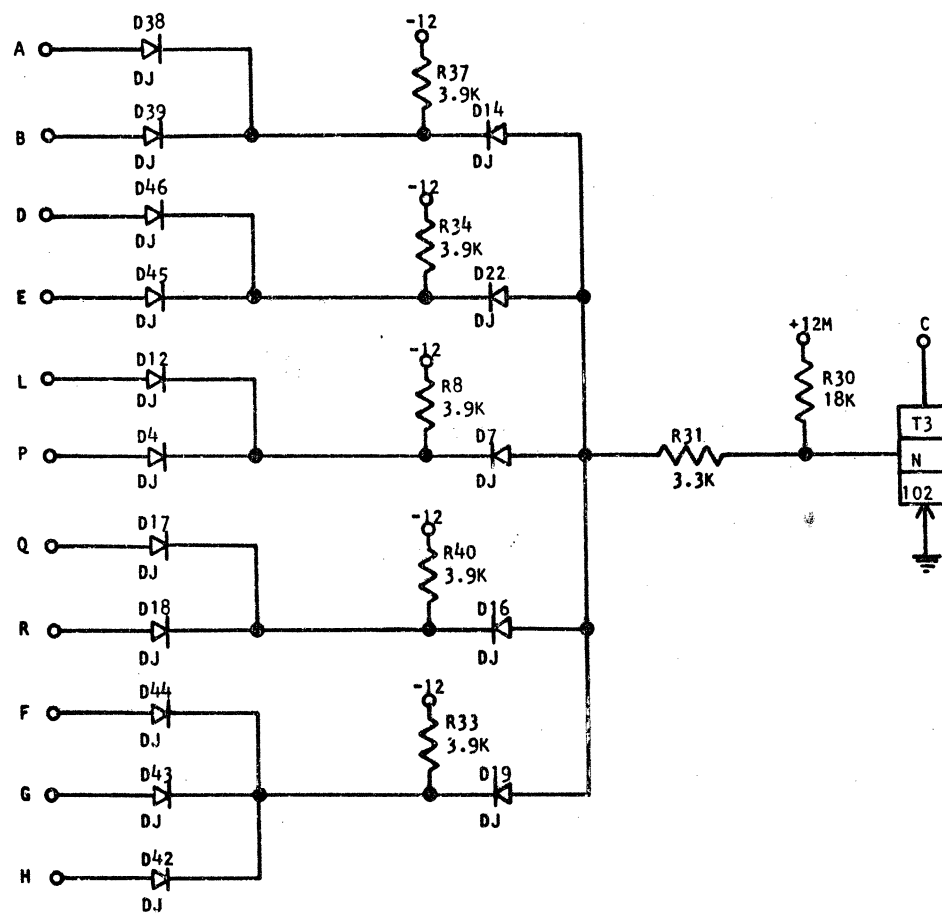 D38
-12
A
DJ
R37
3.9K
D39
D14
B
DJ
DJ
D46
-12
D
DJ
R34
3.9K
D45
D22
E
DJ
DJ
+12M
C
D12
-12
L
DJ
R8
3.9K
R30
18K
D4
D7
T3
P
R31
N
DJ
DJ
3.3K
102
D17
-12
Q
DJ
R40
3.9K
D18
D16
R
DJ
DJ
D44
-12
F
DJ
R33
3.9K
D43
D19
G
DJ
DJ
D42
H
DJ